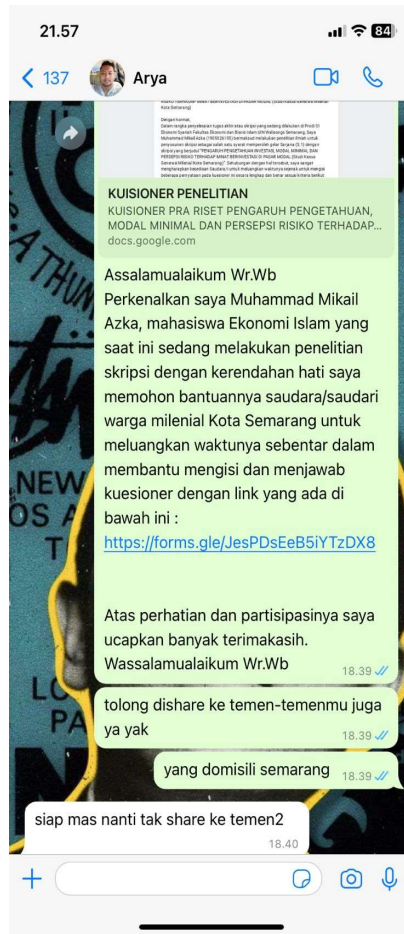 21.57
84
137
Arya
Dengan hormat,
KUISIONER PENELITIAN
KUISIONER PRA RISET PENGARUH PENGETAHUAN,
MODAL MINIMAL DAN PERSEPSI RISIKO TERHADAP...
docs.google.com
Assalamualaikum Wr.Wb
Perkenalkan saya Muhammad Mikail
Azka, mahasiswa Ekonomi Islam yang
saat ini sedang melakukan penelitian
skripsi dengan kerendahan hati saya
memohon bantuannya saudara/saudari
warga milenial Kota Semarang untuk
meluangkan waktunya sebentar dalam
membantu mengisi dan menjawab
kuesioner dengan link yang ada di
bawah ini :
https://forms.gle/JesPDsEeB5iYTzDX8
Atas perhatian dan partisipasinya saya
ucapkan banyak terimakasih.
Wassalamualaikum Wr.Wb
18.39
tolong dishare ke temen-temenmu juga
ya yak
18.39
yang domisili semarang
18.39
siap mas nanti tak share ke temen2
18.40